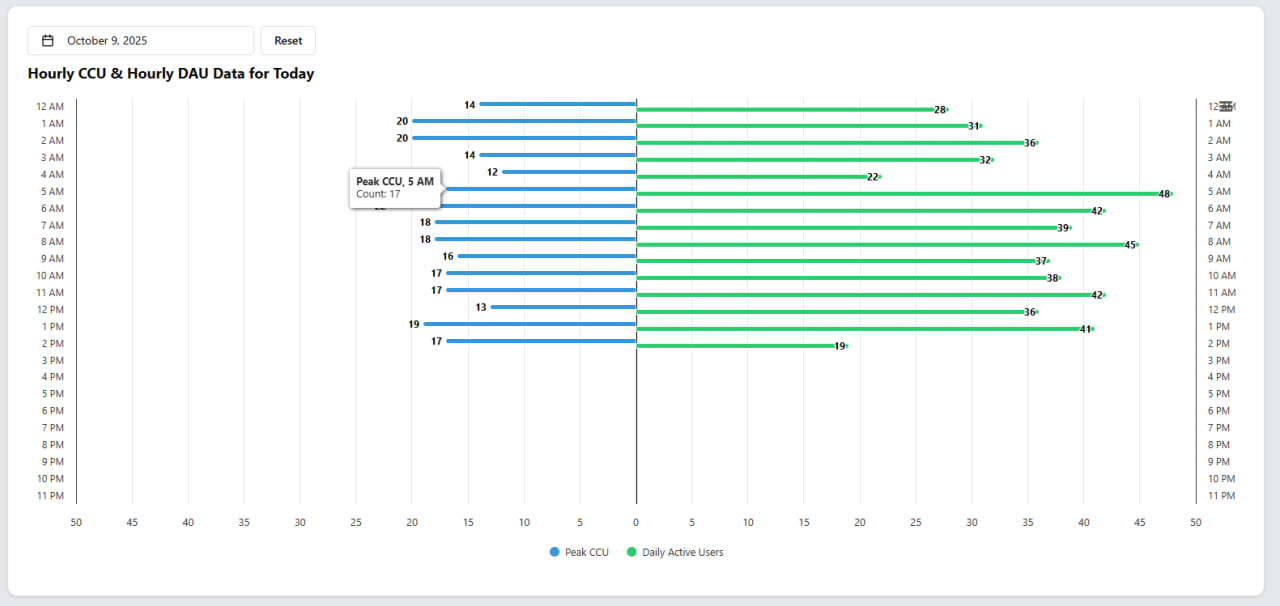 October 9, 2025 Reset
Hourly CCU & Hourly DAU Data for Today
12 AM 14 28 12 AM
1 AM 20 31 1 AM
2 AM 20 36 2 AM
3 AM 14 32 3 AM
4 AM 12 22 4 AM
Peak CCU, 5 AM
Count: 17
5 AM 48 5 AM
6 AM 42 6 AM
7 AM 18 39 7 AM
8 AM 18 45 8 AM
9 AM 16 37 9 AM
10 AM 17 38 10 AM
11 AM 17 42 11 AM
12 PM 13 36 12 PM
1 PM 19 41 1 PM
2 PM 17 19 2 PM
3 PM 3 PM
4 PM 4 PM
5 PM 5 PM
6 PM 6 PM
7 PM 7 PM
8 PM 8 PM
9 PM 9 PM
10 PM 10 PM
11 PM 11 PM
50 45 40 35 30 25 20 15 10 5 0 5 10 15 20 25 30 35 40 45 50
Peak CCU Daily Active Users